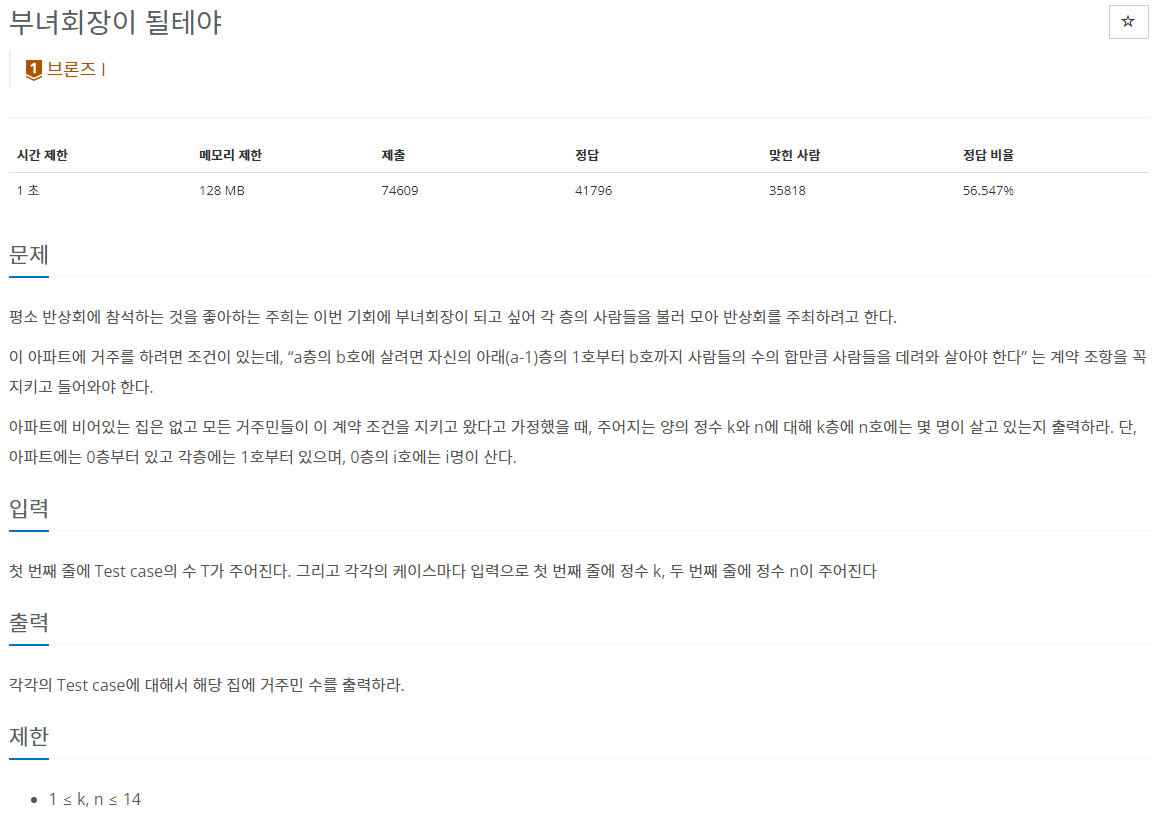 부녀회장이 될테야
☆
1 브론즈 I
시간 제한 메모리 제한 제출 정답 맞힌 사람 정답 비율
1 초 128 MB 74609 41796 35818 56.547%
문제
평소 반상회에 참석하는 것을 좋아하는 주희는 이번 기회에 부녀회장이 되고 싶어 각 층의 사람들을 불러 모아 반상회를 주최하려고 한다.
이 아파트에 거주를 하려면 조건이 있는데, “a층의 b호에 살려면 자신의 아래(a-1)층의 1호부터 b호까지 사람들의 수의 합만큼 사람들을 데려와 살아야 한다” 는 계약 조항을 꼭
지키고 들어와야 한다.
아파트에 비어있는 집은 없고 모든 거주민들이 이 계약 조건을 지키고 왔다고 가정했을 때, 주어지는 양의 정수 k와 n에 대해 k층에 n호에는 몇 명이 살고 있는지 출력하라. 단,
아파트에는 0층부터 있고 각층에는 1호부터 있으며, 0층의 i호에는 i명이 산다.
입력
첫 번째 줄에 Test case의 수 T가 주어진다. 그리고 각각의 케이스마다 입력으로 첫 번째 줄에 정수 k, 두 번째 줄에 정수 n이 주어진다
출력
각각의 Test case에 대해서 해당 집에 거주민 수를 출력하라.
제한
• 1 ≤ k, n ≤ 14